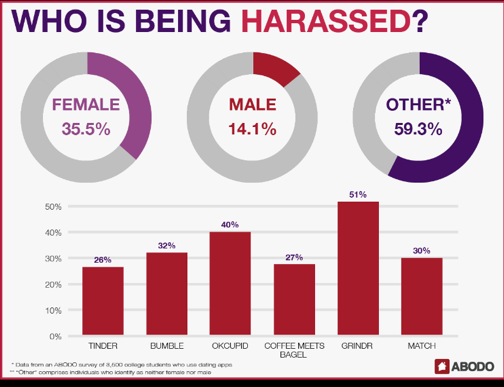 WHO IS BEING HARASSED?
FEMALE
35.5%
MALE
14.1%
OTHER*
59.3%
50%
40%
30%
20%
10%
0%
26%
32%
40%
27%
51%
30%
TINDER
BUMBLE
OKCUPID
COFFEE MEETS
BAGEL
GRINDR
MATCH
* Data from an ABODO survey of 3,500 college students who use dating apps
** "Other" comprises individuals who identify as neither female nor male
ABODO